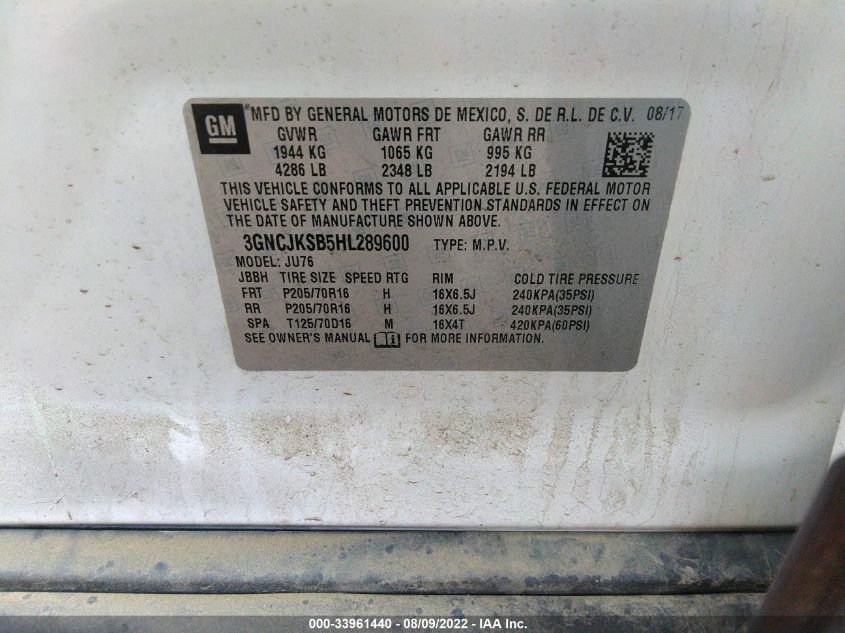 GM
MFD BY GENERAL MOTORS DE MEXICO, S. DE R.L. DE C.V. 08/17
GVWR GAWR FRT GAWR RR
1944 KG 1065 KG 995 KG
4286 LB 2348 LB 2194 LB
THIS VEHICLE CONFORMS TO ALL APPLICABLE U.S. FEDERAL MOTOR
VEHICLE SAFETY AND THEFT PREVENTION STANDARDS IN EFFECT ON
THE DATE OF MANUFACTURE SHOWN ABOVE.
3GNCJKSB5HL289600 TYPE: M.P.V.
MODEL: JU76
JBBH TIRE SIZE SPEED RTG RIM COLD TIRE PRESSURE
FRT P205/70R16 H 16X6.5J 240KPA(35PSI)
RR P205/70R16 H 16X6.5J 240KPA(35PSI)
SPA T125/70D16 M 16X4T 420KPA(60PSI)
SEE OWNER'S MANUAL FOR MORE INFORMATION.
000-33961440 - 08/09/2022 - IAA Inc.